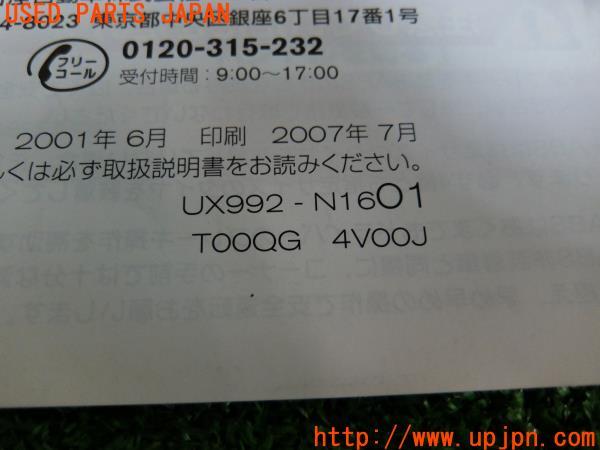 USED PARTS JAPAN
4-8023 東京都中央区銀座6丁目17番1号
フリーコール 0120-315-232
受付時間:9:00～17:00
2001年 6月 印刷 2007年 7月
くは必ず取扱説明書をお読みください。
UX992 - N1601
T00QG 4V00J
http://www.upjpn.com/